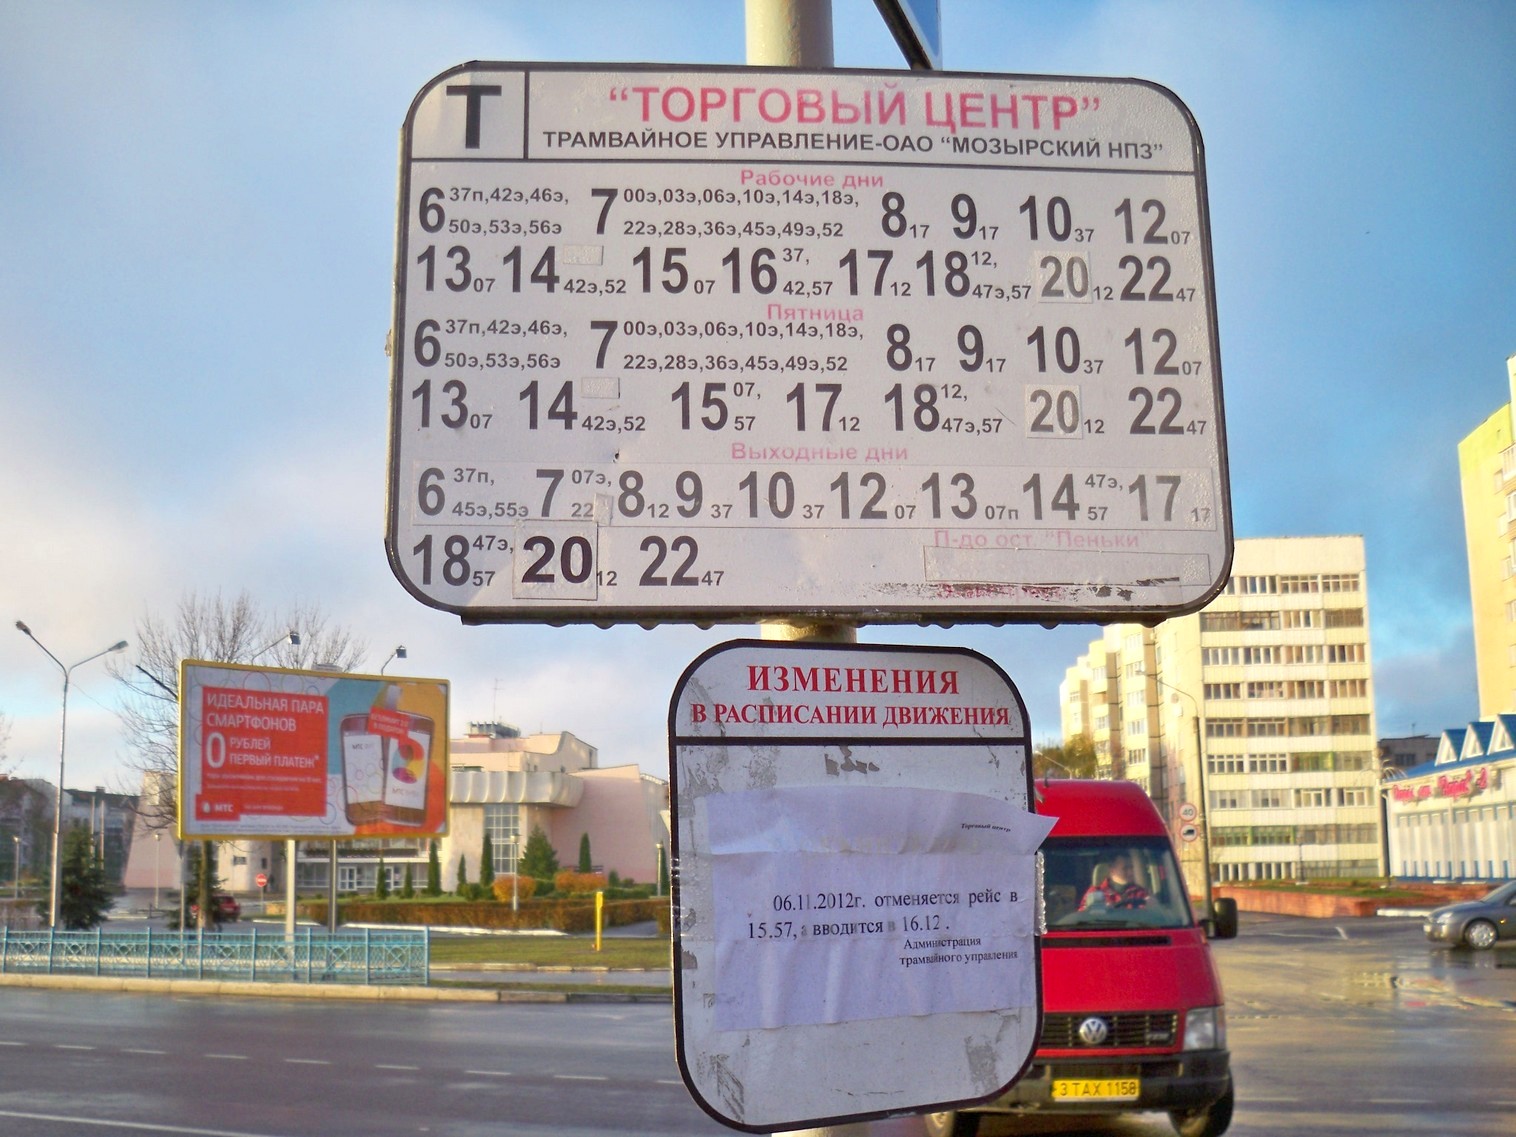 Т
“ТОРГОВЫЙ ЦЕНТР”
ТРАМВАЙНОЕ УПРАВЛЕНИЕ-ОАО “МОЗЫРСКИЙ НПЗ”
Рабочие дни
6 37п,42э,46э, 50э,53э,56э 7 00э,03э,06э,10э,14э,18э, 22э,28э,36э,45э,49э,52 8 17 9 17 10 37 12 07
13 07 14 42э,52 15 07 16 37, 42,57 17 12 18 12, 47э,57 20 12 22 47
Пятница
6 37п,42э,46э, 50э,53э,56э 7 00э,03э,06э,10э,14э,18э, 22э,28э,36э,45э,49э,52 8 17 9 17 10 37 12 07
13 07 14 42э,52 15 07, 57 17 12 18 12, 47э,57 20 12 22 47
Выходные дни
6 37п, 45э,55э 7 07э, 22 8 12 9 37 10 37 12 07 13 07п 14 47э, 57 17 17
18 47э, 57 20 12 22 47
П-до ост. "Пеньки"
ИЗМЕНЕНИЯ
В РАСПИСАНИИ ДВИЖЕНИЯ
Торговый центр
06.11.2012г. отменяется рейс в
15.57, а вводится в 16.12 .
Администрация
трамвайного управления
ИДЕАЛЬНАЯ ПАРА
СМАРТФОНОВ
0 РУБЛЕЙ
ПЕРВЫЙ ПЛАТЕЖ*
МТС
40
3 ТАХ 1158